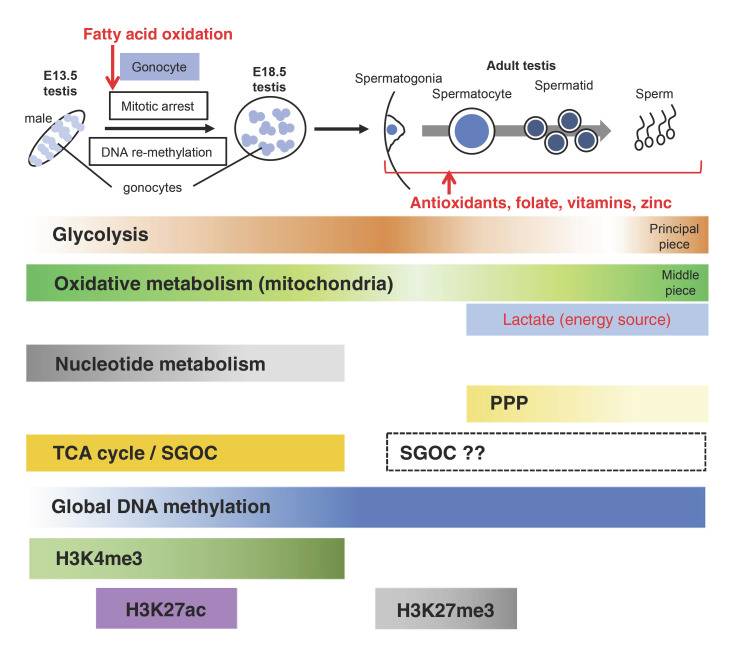 Fatty acid oxidation
Gonocyte
E13.5
testis
male
Mitotic arrest
DNA re-methylation
gonocytes
E18.5
testis
Adult testis
Spermatogonia
Spermatocyte
Spermatid
Sperm
Antioxidants, folate, vitamins, zinc
Glycolysis
Principal
piece
Oxidative metabolism (mitochondria)
Middle
piece
Lactate (energy source)
Nucleotide metabolism
PPP
TCA cycle / SGOC
SGOC ??
Global DNA methylation
H3K4me3
H3K27ac
H3K27me3